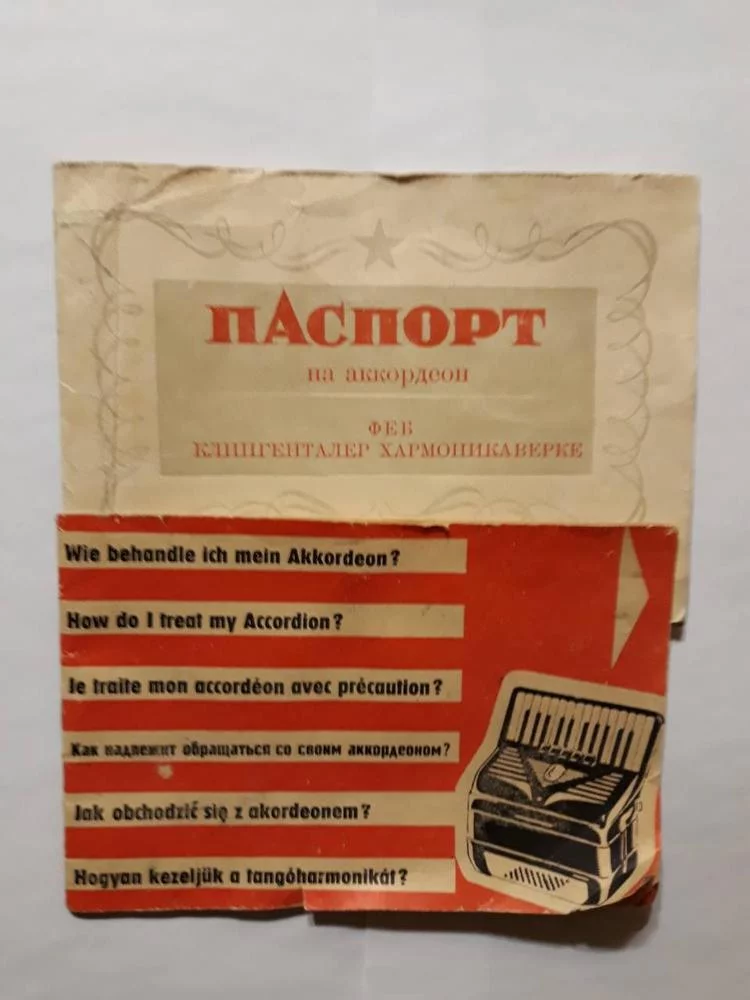 ПАСПОРТ
на аккордеон
ФЕБ
КЛИНГЕНТАЛЕР ХАРМОНИКАВЕРКЕ
Wie behandle ich mein Akkordeon?
How do I treat my Accordion?
Je traite mon accordéon avec précaution?
Как надлежит обращаться со своим аккордеоном?
Jak obchodzić się z akordeonem?
Hogyan kezeljük a tangóharmonikát?